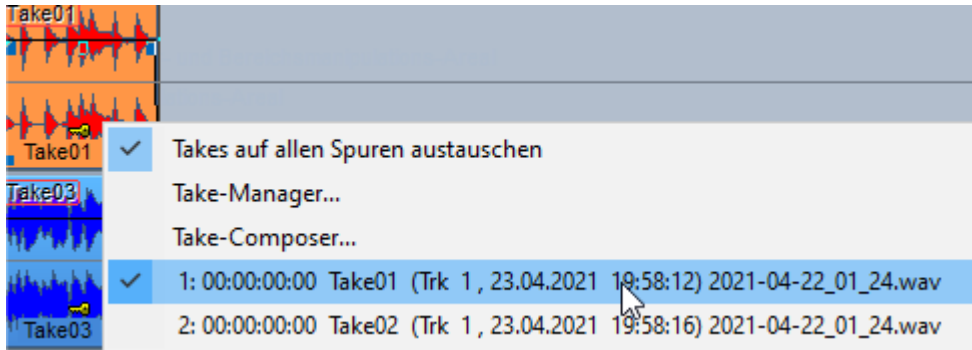 Take01
Take01
Takes auf allen Spuren austauschen
Take03
Take-Manager...
Take-Composer...
1: 00:00:00:00 Take01 (Trk 1 , 23.04.2021 19:58:12) 2021-04-22_01_24.wav
Take03
2: 00:00:00:00 Take02 (Trk 1 , 23.04.2021 19:58:16) 2021-04-22_01_24.wav